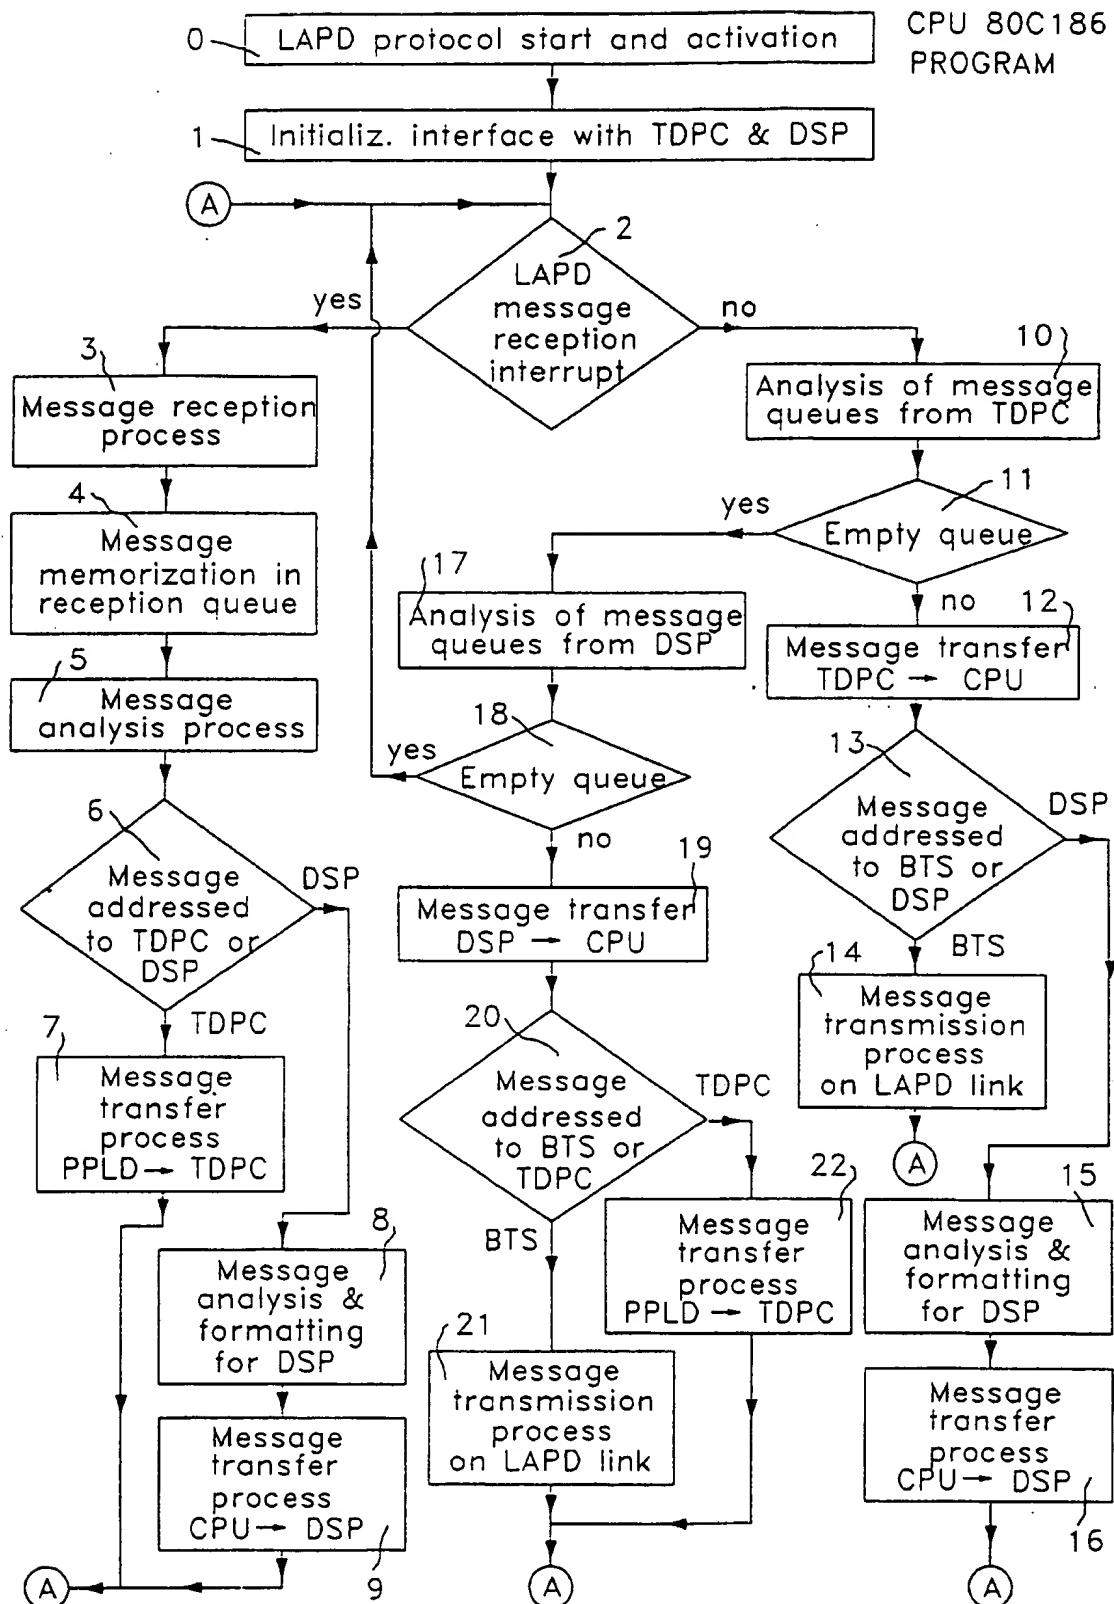 CPU 80C186
PROGRAM
0
LAPD protocol start and activation
1
Initializ. interface with TDPC & DSP
A
2
LAPD
message
reception
interrupt
yes
no
3
Message reception
process
10
Analysis of message
queues from TDPC
4
Message
memorization in
reception queue
11
Empty queue
yes
no
17
Analysis of message
queues from DSP
12
Message transfer
TDPC → CPU
5
Message
analysis process
18
Empty queue
yes
no
13
Message
addressed
to BTS or
DSP
DSP
BTS
6
Message
addressed
to TDPC or
DSP
DSP
TDPC
19
Message transfer
DSP → CPU
14
Message
transmission
process
on LAPD link
A
7
Message
transfer
process
PPLD → TDPC
20
Message
addressed
to BTS or
TDPC
TDPC
BTS
22
Message
transfer
process
PPLD → TDPC
15
Message
analysis &
formatting
for DSP
8
Message
analysis &
formatting
for DSP
21
Message
transmission
process
on LAPD link
16
Message
transfer
process
CPU → DSP
9
Message
transfer
process
CPU → DSP
A
A
A